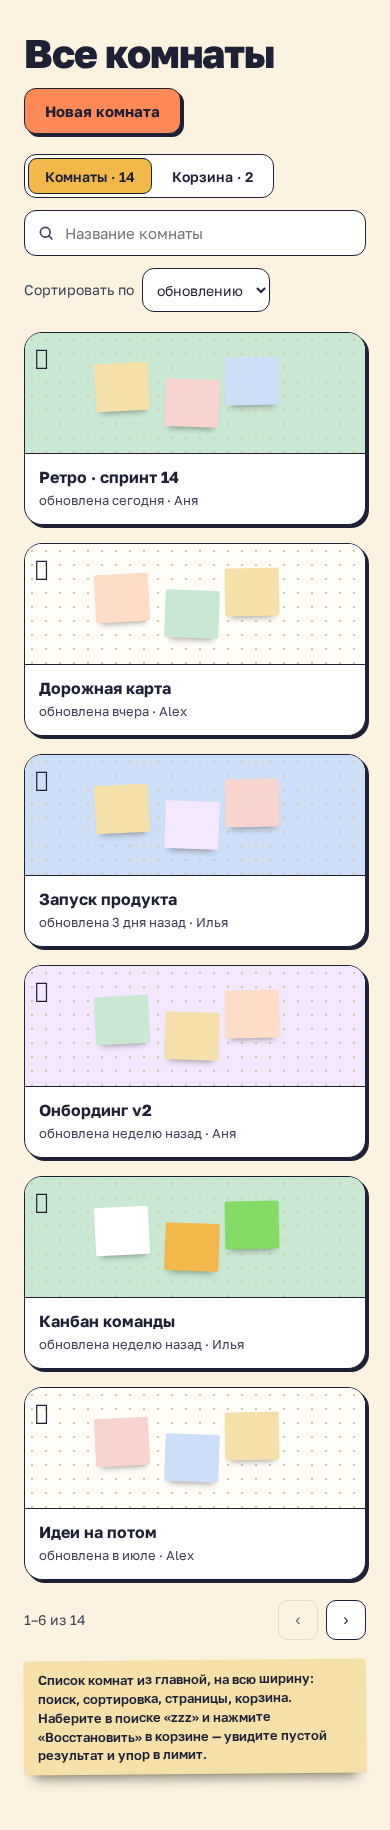 Все комнаты
Новая комната
Комнаты · 14
Корзина · 2
Название комнаты
Сортировать по
обновлению
Ретро · спринт 14
обновлена сегодня · Аня
Дорожная карта
обновлена вчера · Alex
Запуск продукта
обновлена 3 дня назад · Илья
Онбординг v2
обновлена неделю назад · Аня
Канбан команды
обновлена неделю назад · Илья
Идеи на потом
обновлена в июле · Alex
1–6 из 14
‹
›
Список комнат из главной, на всю ширину:
поиск, сортировка, страницы, корзина.
Наберите в поиске «zzz» и нажмите
«Восстановить» в корзине — увидите пустой
результат и упор в лимит.